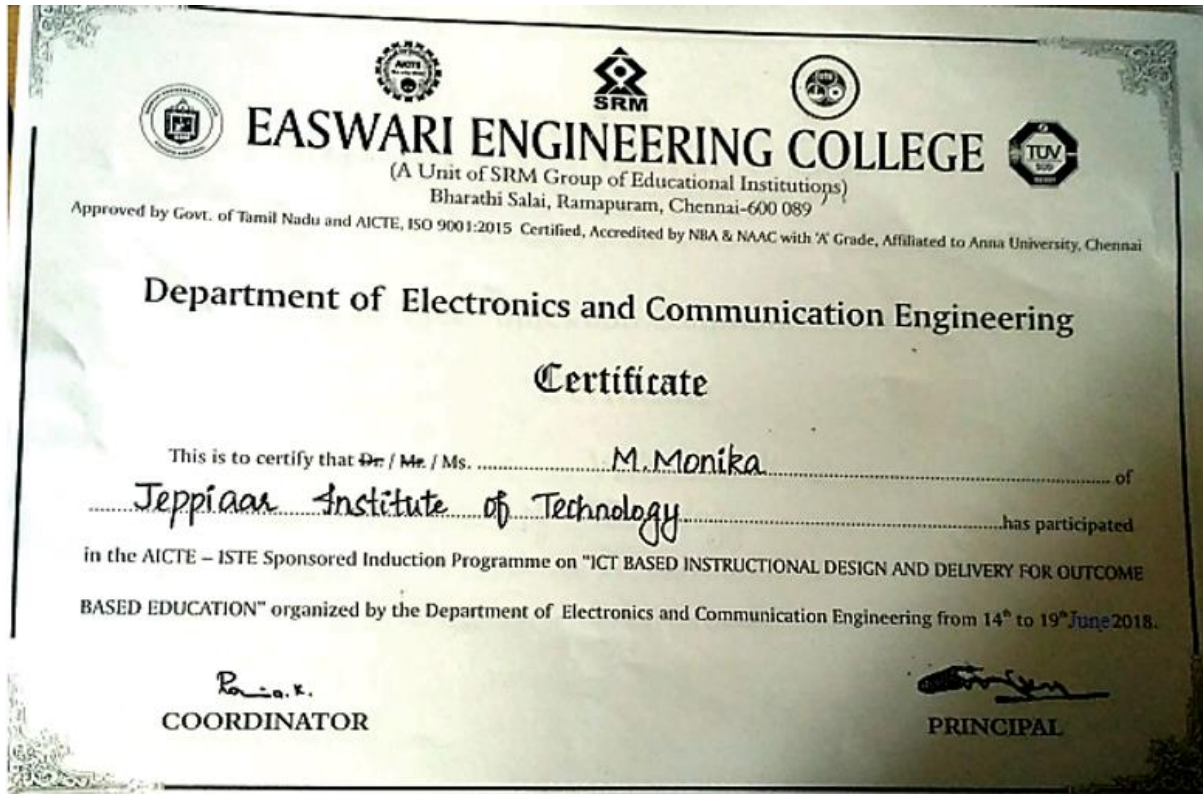 AICTE
SRM
EASWARI ENGINEERING COLLEGE
TUV
SUD
(A Unit of SRM Group of Educational Institutions)
Bharathi Salai, Ramapuram, Chennai-600 089
Approved by Govt. of Tamil Nadu and AICTE, ISO 9001:2015 Certified, Accredited by NBA & NAAC with 'A' Grade, Affiliated to Anna University, Chennai
Department of Electronics and Communication Engineering
Certificate
This is to certify that Dr. / Mr. / Ms. M.Monika of
Jeppiaar Institute of Technology has participated
in the AICTE – ISTE Sponsored Induction Programme on "ICT BASED INSTRUCTIONAL DESIGN AND DELIVERY FOR OUTCOME
BASED EDUCATION" organized by the Department of Electronics and Communication Engineering from 14th to 19th June 2018.
COORDINATOR
PRINCIPAL